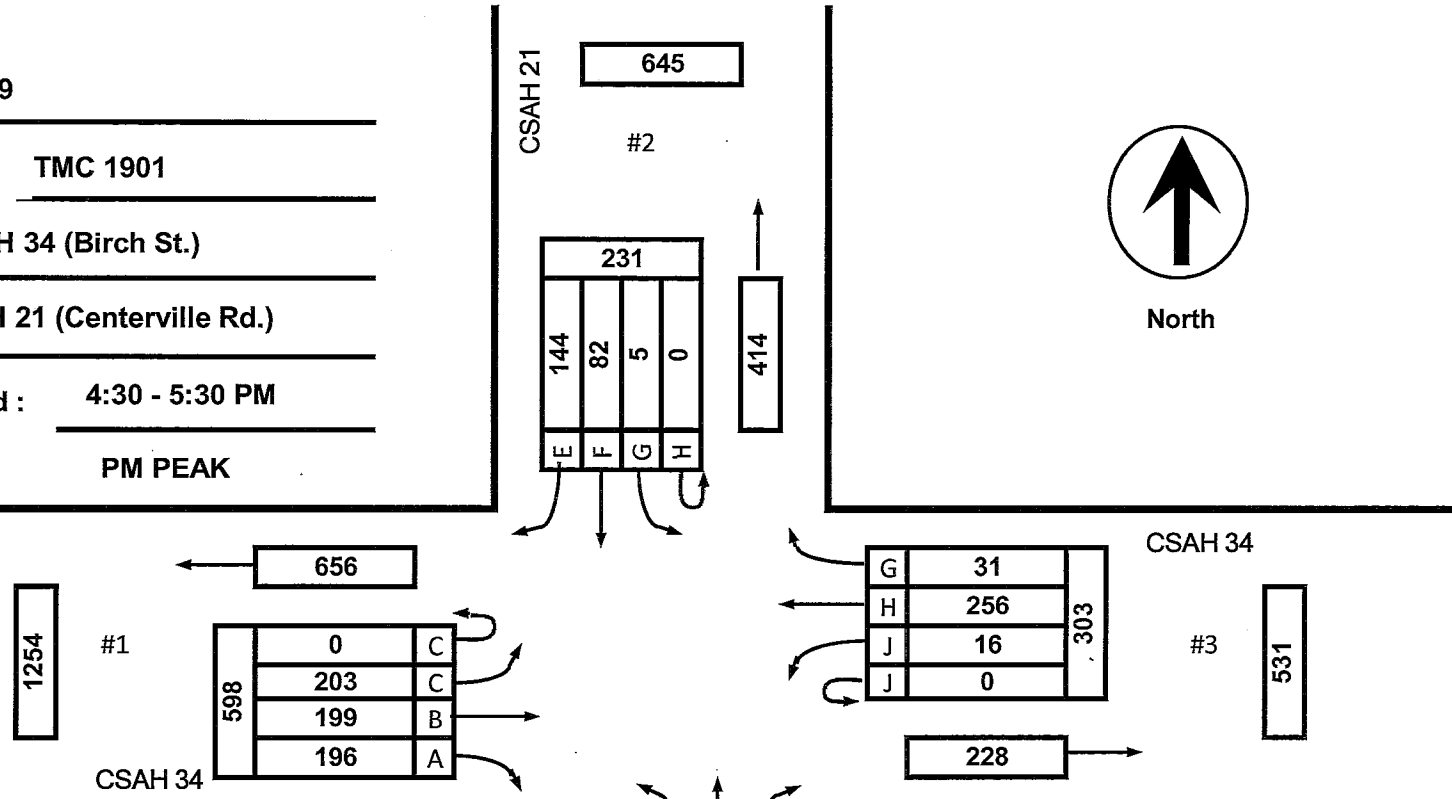 9
TMC 1901
H 34 (Birch St.)
21 (Centerville Rd.)
d :
4:30 - 5:30 PM
PM PEAK
CSAH 21
645
#2
231
144
82
5
0
E
F
G
H
414
North
656
1254
#1
598
0
C
203
C
199
B
196
A
CSAH 34
CSAH 34
G
31
H
256
J
16
J
0
303
#3
531
228